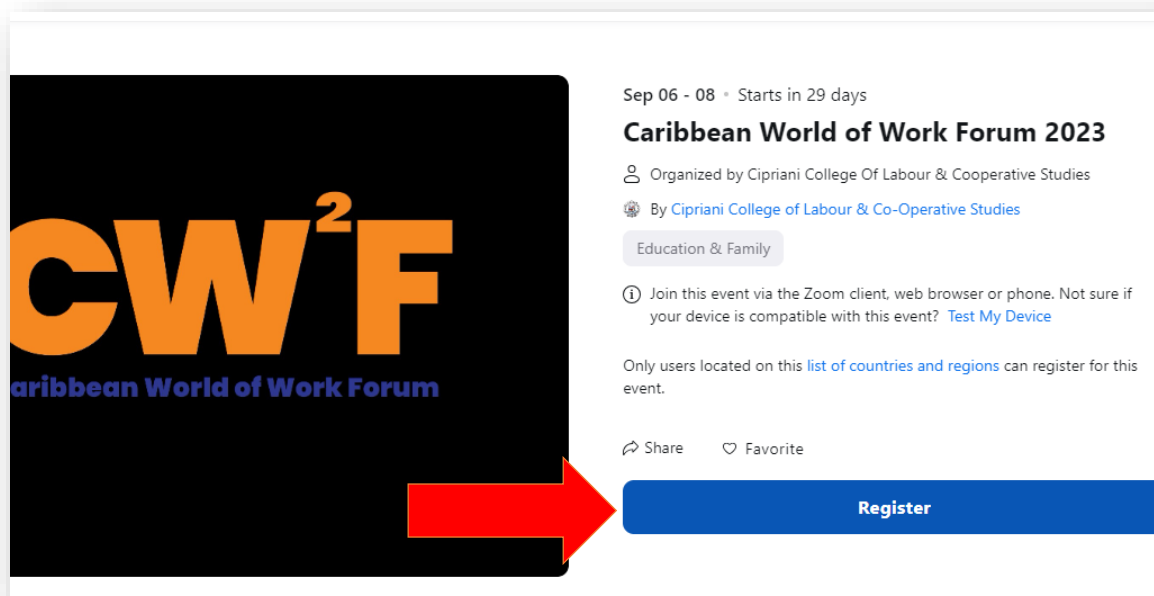 CW²F
aribbean World of Work Forum
Sep 06 - 08 • Starts in 29 days
Caribbean World of Work Forum 2023
Organized by Cipriani College Of Labour & Cooperative Studies
By Cipriani College of Labour & Co-Operative Studies
Education & Family
Join this event via the Zoom client, web browser or phone. Not sure if
your device is compatible with this event? Test My Device
Only users located on this list of countries and regions can register for this
event.
Share Favorite
Register